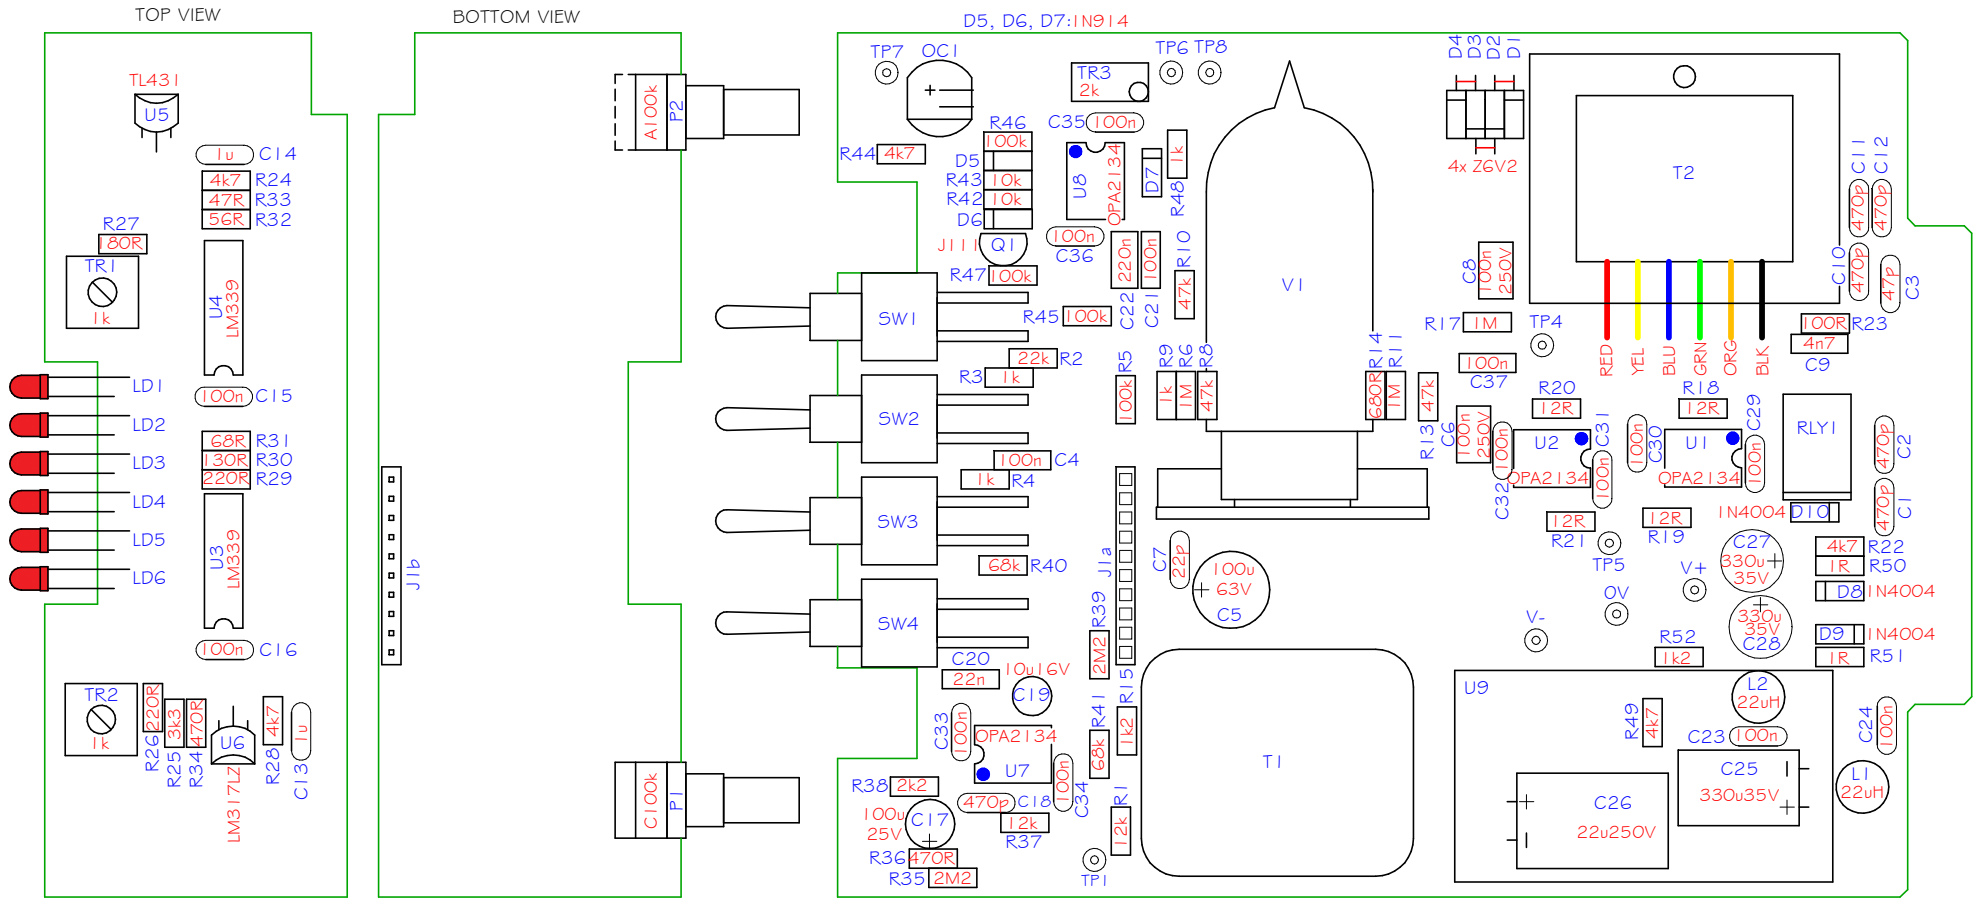 TOP VIEW
TL431
U5
1u C14
4k7 R24
47R R33
56R R32
R27
180R
TR1
1k
U4
LM339
LD1
100n C15
LD2
68R R31
LD3
130R R30
220R R29
LD4
LD5
U3
LM339
LD6
100n C16
TR2
1k
220R
R26
3k3
R25
470R
R34
U6
LM317LZ
4k7
R28
1u
C13
BOTTOM VIEW
A100k
P2
J1b
C100k
P1
D5, D6, D7:1N914
TP7
OC1
TR3
2k
TP6
TP8
C35 100n
R46
100k
R44 4k7
D5
R43 10k
R42 10k
D6
J111 Q1
R47 100k
U8
OPA2134
D7
1k
R48
100n
C36
220n
C22
100n
C21
R10
47k
R45 100k
SW1
22k R2
R3 1k
SW2
100n C4
1k R4
SW3
68k R40
SW4
R5
100k
R9
1k
R6
1M
R8
47k
V1
R14
680R
R11
1M
47k
R13
J1a
C7
22p
100u
63V
C5
R39
2M2
C20
22n
10u16V
C19
R41
68k
R15
1k2
C33
100n
OPA2134
U7
100n
C34
R38 2k2
470p C18
100u
25V
C17
12k
R37
R36 470R
R35 2M2
R1
12k
TP1
T1
D4
D3
D2
D1
4x Z6V2
T2
C11
470p
C12
470p
C10
470p
47p
C3
C8
100n
250V
R17 1M
TP4
RED
YEL
BLU
GRN
ORG
BLK
100R R23
4n7
C9
100n
C37
R20
12R
R18
12R
C6
100n
250V
100n
C32
U2
OPA2134
C31
100n
100n
C30
U1
OPA2134
C29
100n
RLY1
470p
C2
470p
C1
1N4004 D10
12R
R21
12R
R19
TP5
C27
330u
35V
4k7 R22
1R R50
V+
D8 1N4004
0V
V-
330u
35V
C28
D9 1N4004
R52
1k2
1R R51
U9
L2
22uH
R49
4k7
C23 100n
C24
100n
C25
330u35V
L1
22uH
C26
22u250V